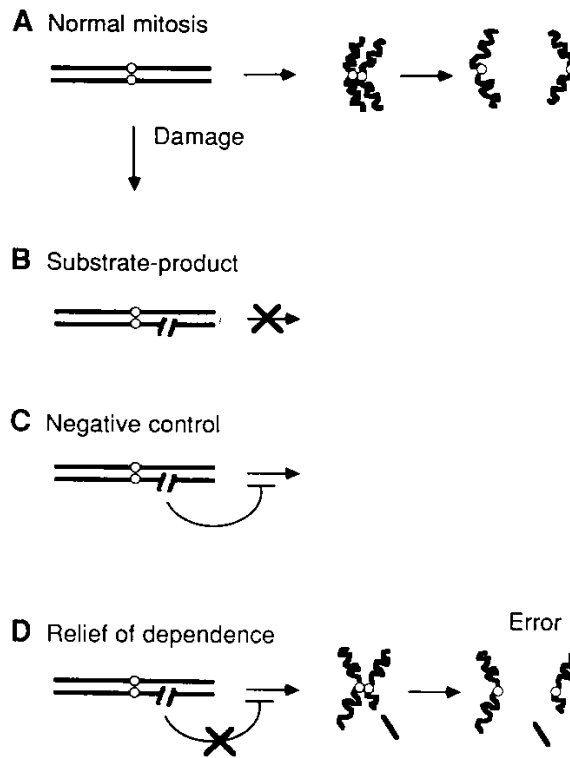 A Normal mitosis
Damage
B Substrate-product
C Negative control
D Relief of dependence
Error